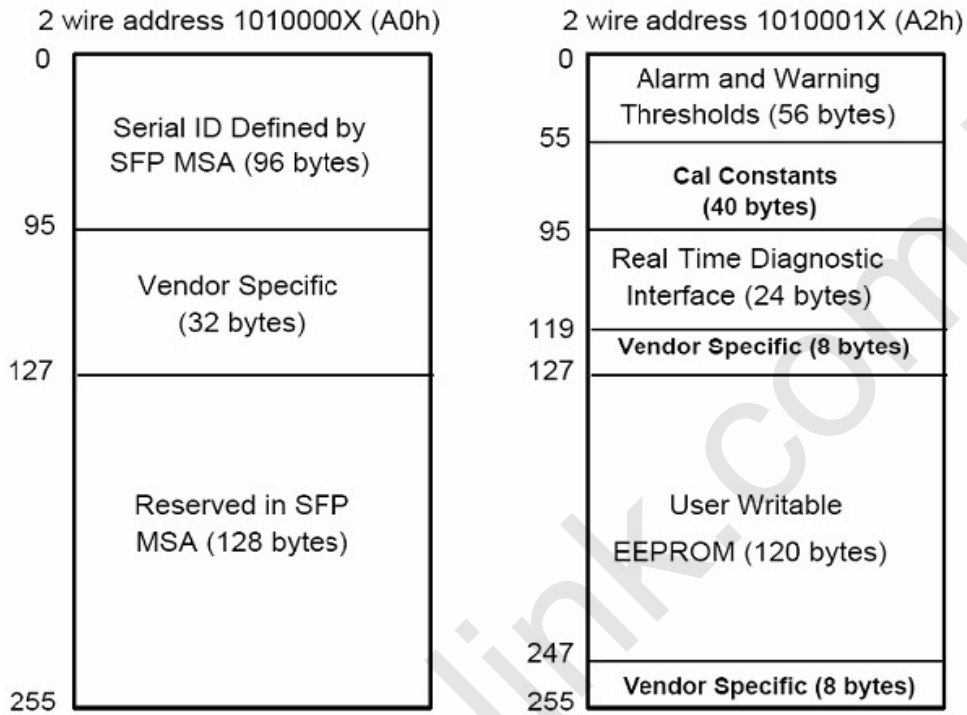 2 wire address 1010000X (A0h)
0
Serial ID Defined by
SFP MSA (96 bytes)
95
Vendor Specific
(32 bytes)
127
Reserved in SFP
MSA (128 bytes)
255
2 wire address 1010001X (A2h)
0
Alarm and Warning
Thresholds (56 bytes)
55
Cal Constants
(40 bytes)
95
Real Time Diagnostic
Interface (24 bytes)
119
Vendor Specific (8 bytes)
127
User Writable
EEPROM (120 bytes)
247
Vendor Specific (8 bytes)
255
link.com